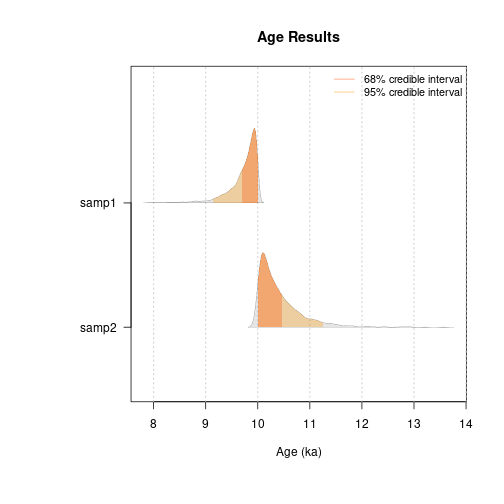 Age Results
68% credible interval
95% credible interval
samp1
samp2
8 9 10 11 12 13 14
Age (ka)